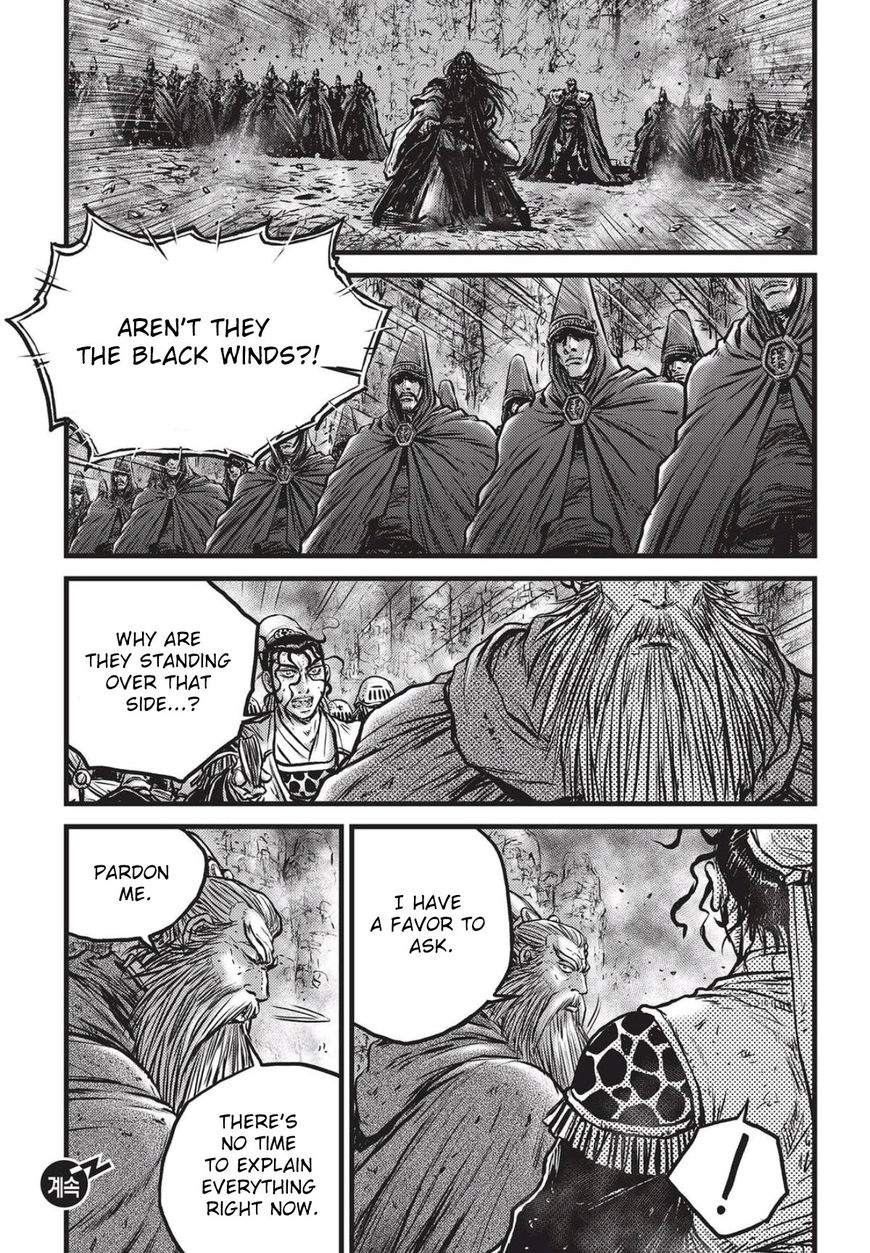 AREN'T THEY
THE BLACK WINDS?!
WHY ARE
THEY STANDING
OVER THAT
SIDE...?
PARDON
ME.
THERE'S
NO TIME
TO EXPLAIN
EVERYTHING
RIGHT NOW.
I HAVE
A FAVOR TO
ASK.
!
계속